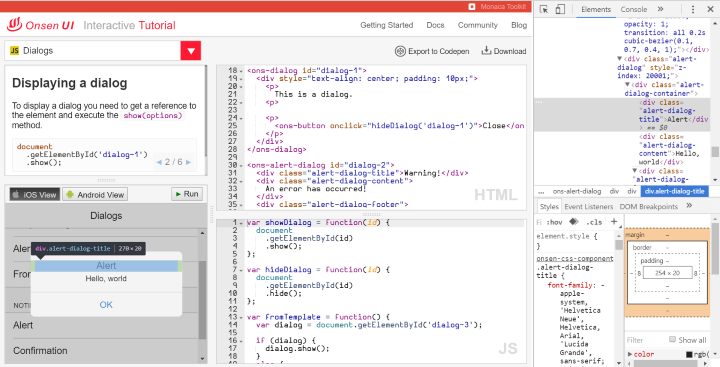 Monaca Toolkit
Onsen UI Interactive Tutorial
Getting Started Docs Community Blog
JS Dialogs
Export to Codepen Download
Displaying a dialog
To display a dialog you need to get a reference to
the element and execute the show(options)
method.
document
.getElementById('dialog-1')
.show();
2 / 6
iOS View Android View Run
Dialogs
div.alert-dialog-title 270×20
Alert
Hello, world
OK
Alert
Confirmation
18 <ons-dialog id="dialog-1">
19 <div style="text-align: center; padding: 10px;">
20 <p>
21 This is a dialog.
22 <p>
23
24 <p>
25 <ons-button onclick="hideDialog('dialog-1')">Close</on
26 </p>
27 </div>
28 </ons-dialog>
29
30 <ons-alert-dialog id="dialog-2">
31 <div class="alert-dialog-title">Warning!</div>
32 <div class="alert-dialog-content">
33 An error has occurred!
34 </div>
35 <div class="alert-dialog-footer">
HTML
1 var showDialog = function(id) {
2 document
3 .getElementById(id)
4 .show();
5 };
6
7 var hideDialog = function(id) {
8 document
9 .getElementById(id)
10 .hide();
11 };
12
13 var fromTemplate = function() {
14 var dialog = document.getElementById('dialog-3');
15
16 if (dialog) {
17 dialog.show();
18 }
JS
Elements Console
opacity: 1;
transition: all 0.2s
cubic-bezier(0.1,
0.7, 0.4, 1);"></div>
<div class="alert-
dialog" style="z-
index: 20001;">
<div class="alert-
dialog-container">
<div class=
"alert-dialog-
title">Alert</div>
== $0
<div class=
"alert-dialog-
content">Hello,
world</div>
<div class=
"alert-dialog-
... ons-alert-dialog div div div.alert-dialog-title
Styles Event Listeners DOM Breakpoints
:hov .cls +
element.style {
}
onsen-css-component
.alert-dialog-
title {
font-family: -
apple-
system,
'Helvetica
Neue',
Helvetica,
Arial,
'Lucida
Grande',
sans-serif;
margin
border
padding
8 254 × 20 8
Filter Show all
color rgb(